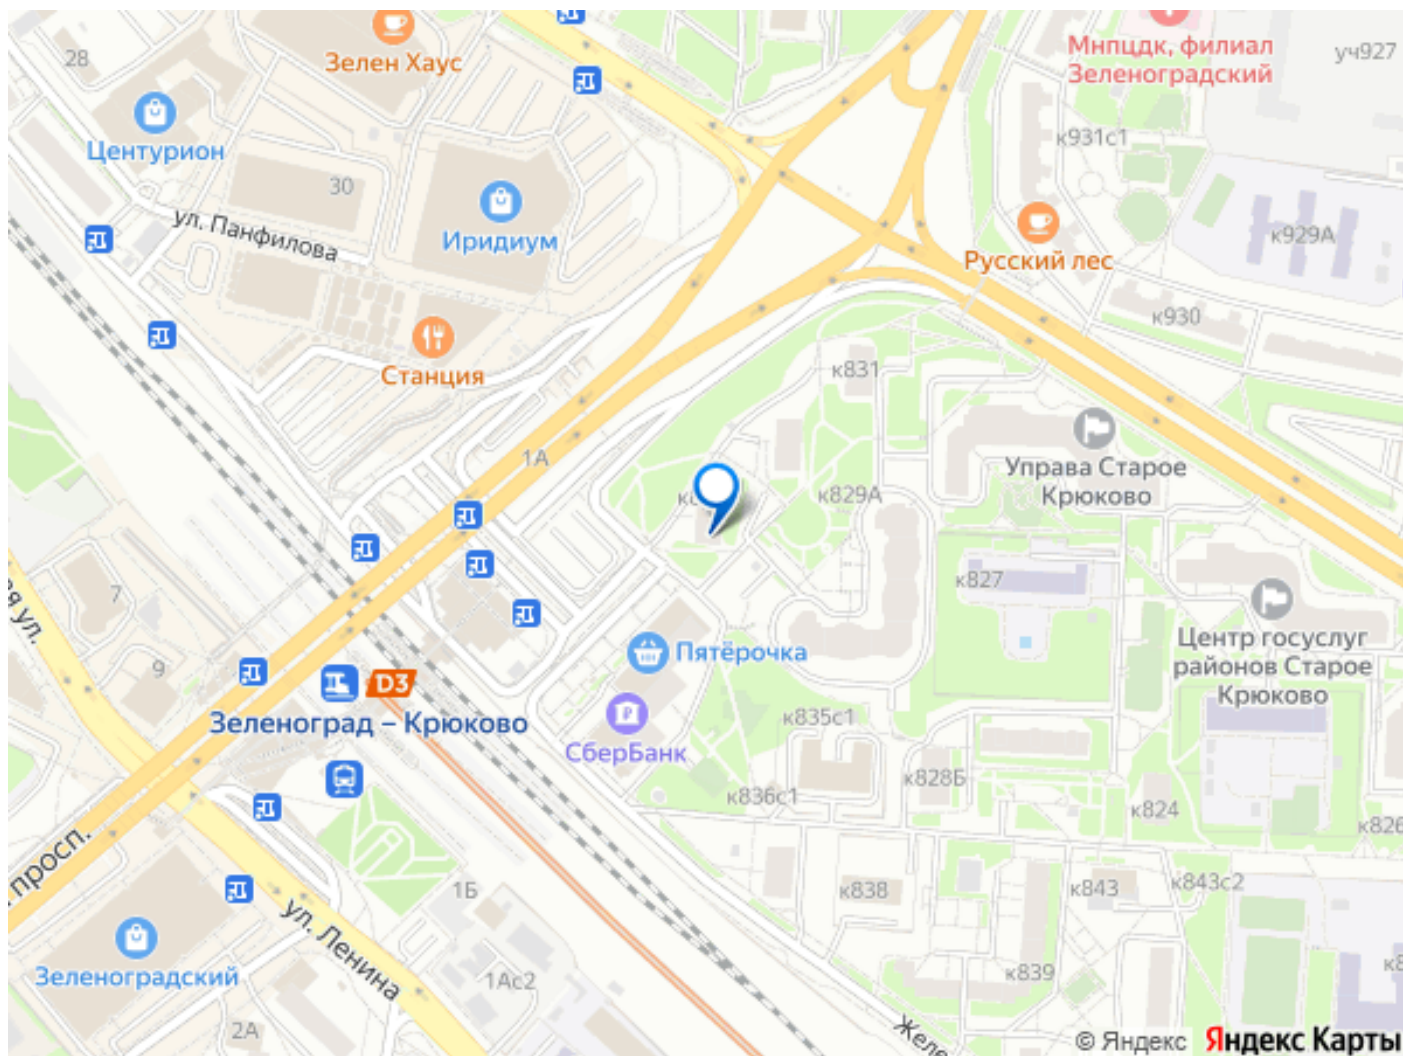 28
Зелен Хаус
Мнпцдк, филиал
Зеленоградский
уч927
Центурион
к931с1
30
ул. Панфилова
Иридиум
Русский лес
к929А
к930
Станция
к831
1А
Управа Старое
Крюково
к829А
к827
7
9
Пятёрочка
Центр госуслуг
районов Старое
Крюково
D3
Зеленоград – Крюково
СберБанк
к835с1
к836с1
к828Б
к824
к826
просп.
1Б
к838
к843
к843с2
ул. Ленина
Зеленоградский
1Ас2
к839
2А
© Яндекс Яндекс Карты